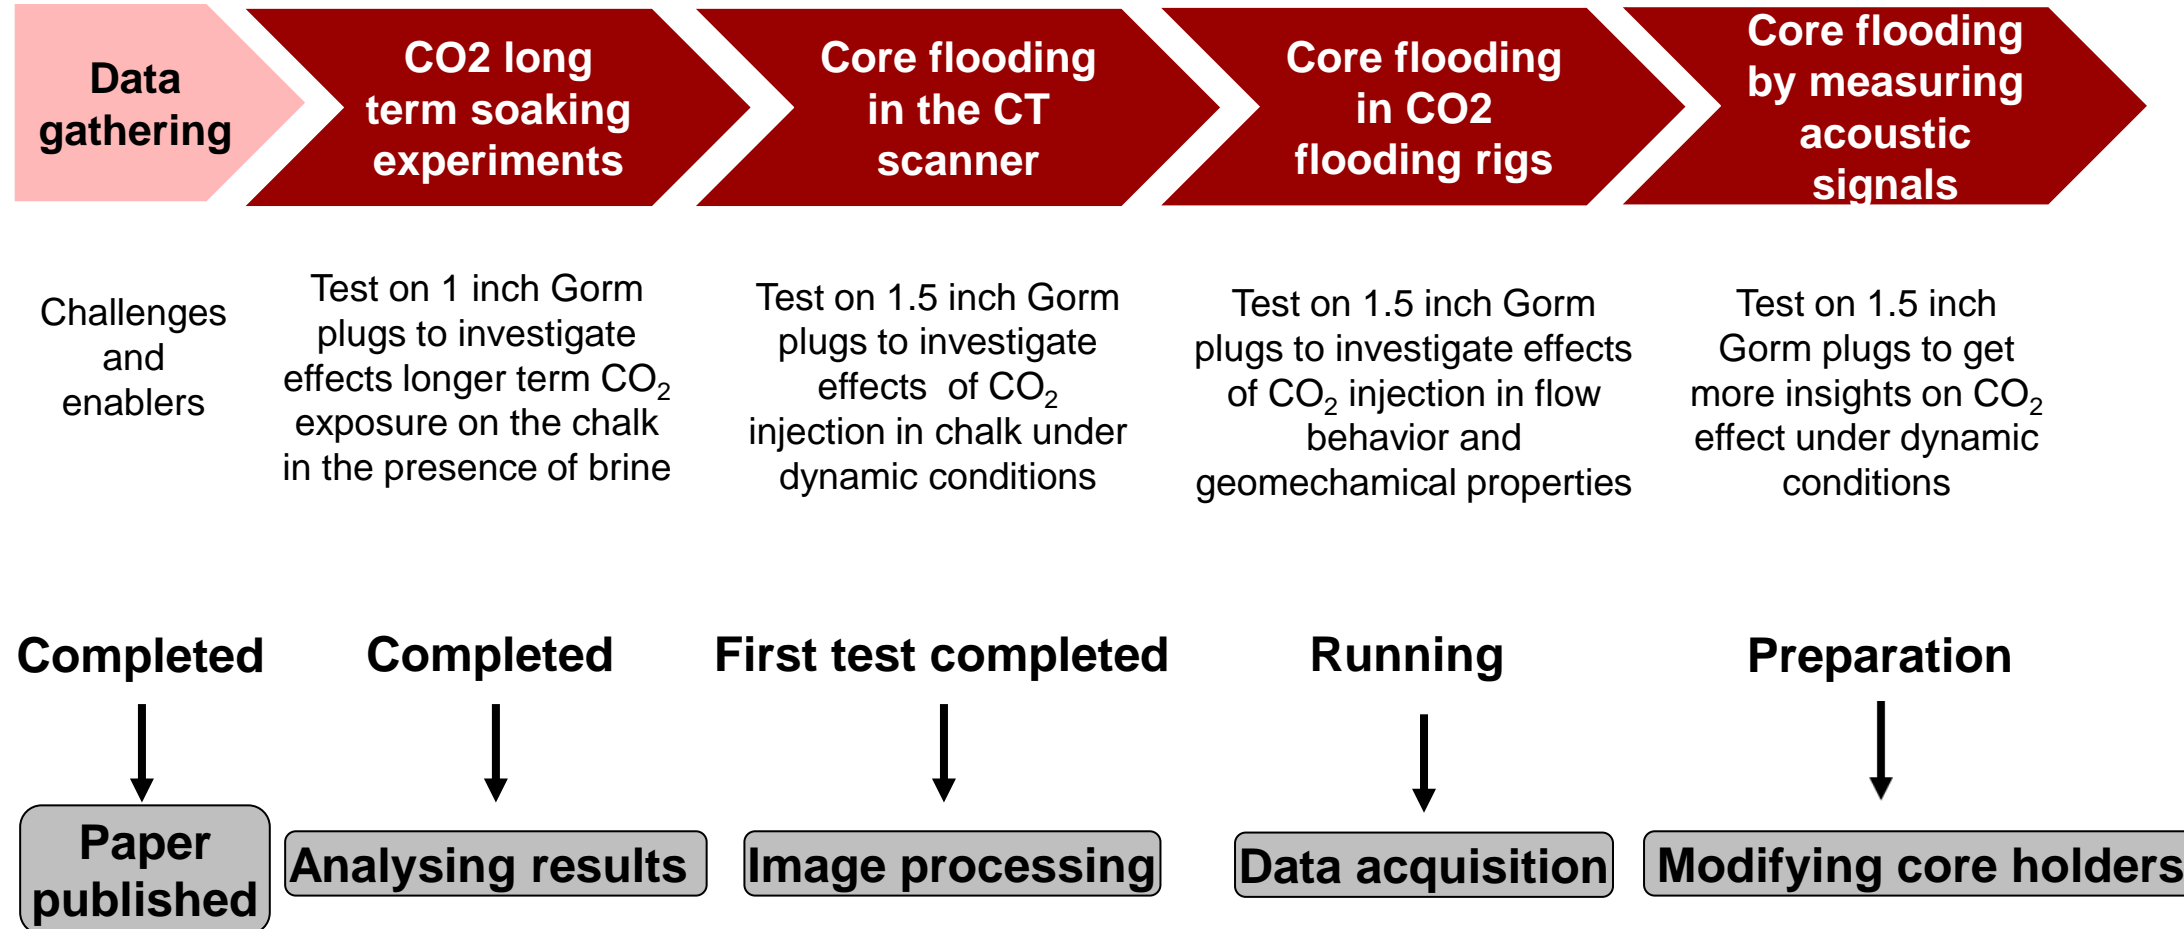 Data
gathering
CO2 long
term soaking
experiments
Core flooding
in the CT
scanner
Core flooding
in CO2
flooding rigs
Core flooding
by measuring
acoustic
signals
Challenges
and
enablers
Test on 1 inch Gorm
plugs to investigate
effects longer term CO₂
exposure on the chalk
in the presence of brine
Test on 1.5 inch Gorm
plugs to investigate
effects of CO₂
injection in chalk under
dynamic conditions
Test on 1.5 inch Gorm
plugs to investigate effects
of CO₂ injection in flow
behavior and
geomechamical properties
Test on 1.5 inch
Gorm plugs to get
more insights on CO₂
effect under dynamic
conditions
Completed
Completed
First test completed
Running
Preparation
Paper
published
Analysing results
Image processing
Data acquisition
Modifying core holders